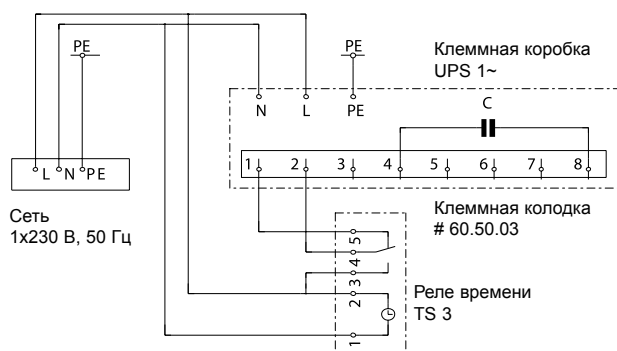 PE
PE
Клеммная коробка
UPS 1~
N L PE
C
1 2 3 4 5 6 7 8
L N PE
Сеть
1x230 В, 50 Гц
Клеммная колодка
# 60.50.03
5
4
3
2
1
Реле времени
TS 3